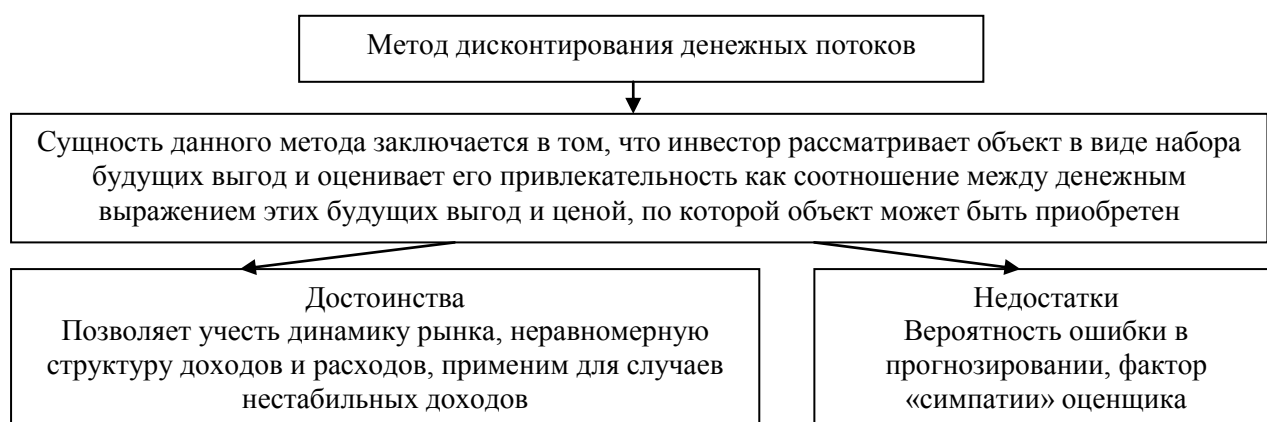 Метод дисконтирования денежных потоков
Сущность данного метода заключается в том, что инвестор рассматривает объект в виде набора
будущих выгод и оценивает его привлекательность как соотношение между денежным
выражением этих будущих выгод и ценой, по которой объект может быть приобретен
Достоинства
Позволяет учесть динамику рынка, неравномерную
структуру доходов и расходов, применим для случаев
нестабильных доходов
Недостатки
Вероятность ошибки в
прогнозировании, фактор
«симпатии» оценщика